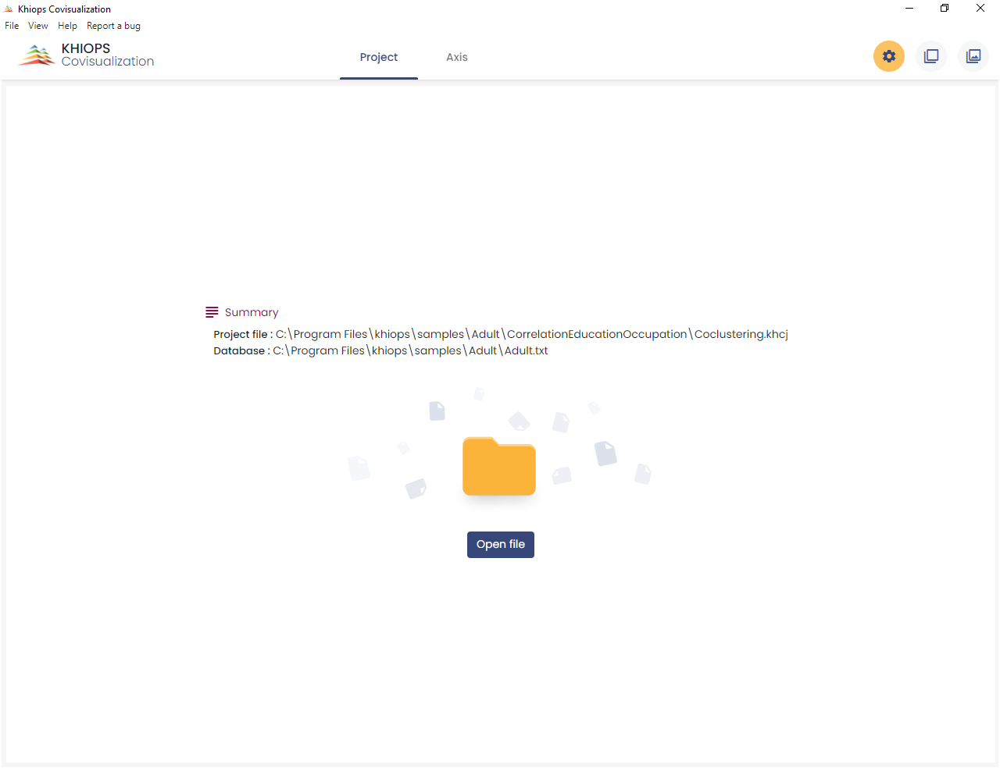 Khiops Covisualization
File View Help Report a bug
KHIOPS
Covisualization
Project Axis
Summary
Project file : C:\Program Files\khiops\samples\Adult\CorrelationEducationOccupation\Coclustering.khcj
Database : C:\Program Files\khiops\samples\Adult\Adult.txt
Open file